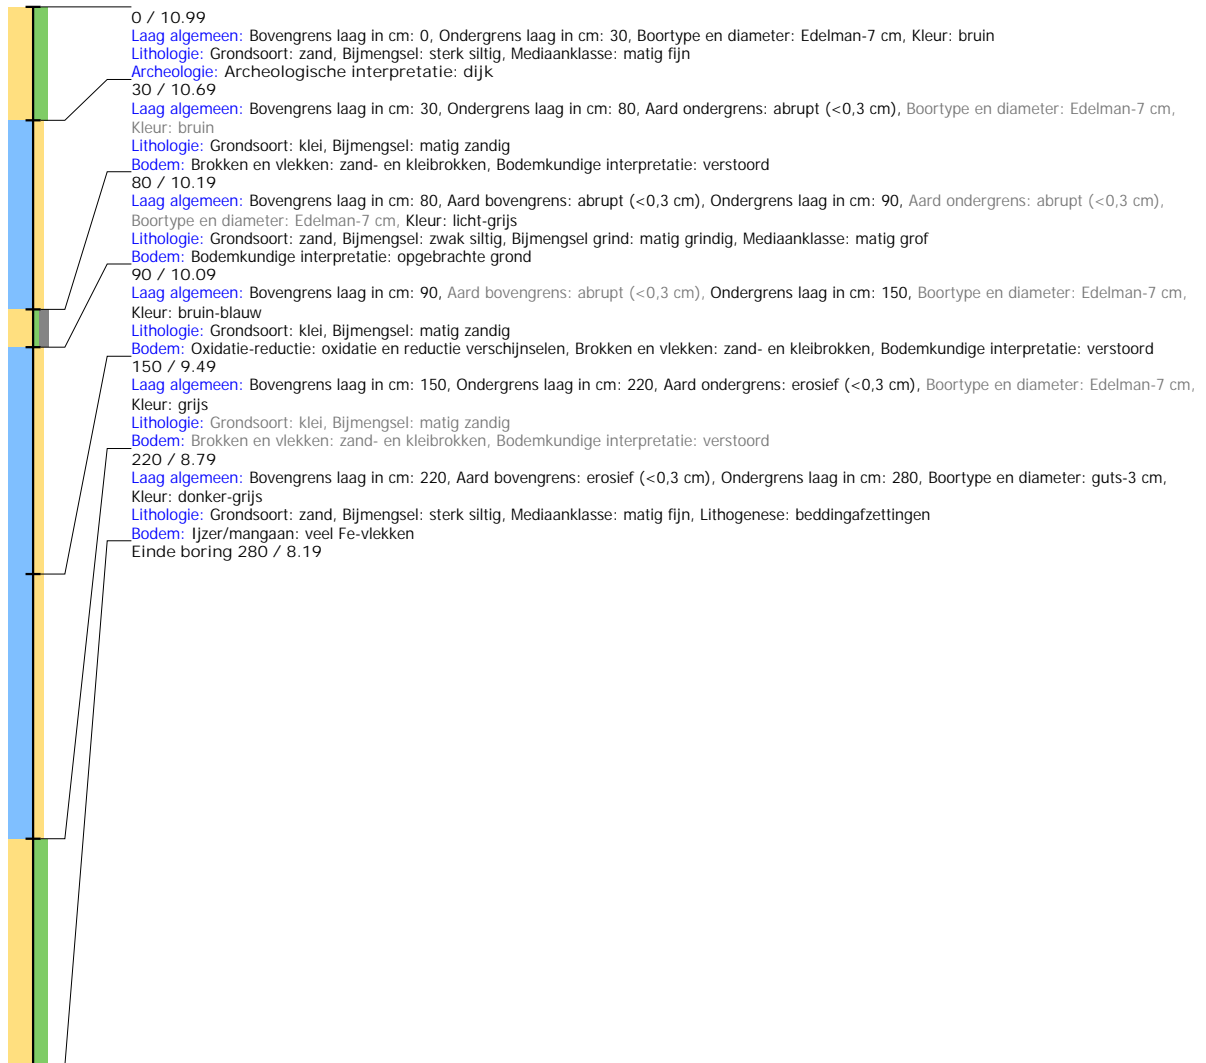 0 / 10.99
Laag algemeen: Bovengrens laag in cm: 0, Ondergrens laag in cm: 30, Boortype en diameter: Edelman-7 cm, Kleur: bruin
Lithologie: Grondsoort: zand, Bijmengsel: sterk siltig, Mediaanklasse: matig fijn
Archeologie: Archeologische interpretatie: dijk
30 / 10.69
Laag algemeen: Bovengrens laag in cm: 30, Ondergrens laag in cm: 80, Aard ondergrens: abrupt (<0,3 cm), Boortype en diameter: Edelman-7 cm,
Kleur: bruin
Lithologie: Grondsoort: klei, Bijmengsel: matig zandig
Bodem: Brokken en vlekken: zand- en kleibrokken, Bodemkundige interpretatie: verstoord
80 / 10.19
Laag algemeen: Bovengrens laag in cm: 80, Aard bovengrens: abrupt (<0,3 cm), Ondergrens laag in cm: 90, Aard ondergrens: abrupt (<0,3 cm),
Boortype en diameter: Edelman-7 cm, Kleur: licht-grijs
Lithologie: Grondsoort: zand, Bijmengsel: zwak siltig, Bijmengsel grind: matig grindig, Mediaanklasse: matig grof
Bodem: Bodemkundige interpretatie: opgebrachte grond
90 / 10.09
Laag algemeen: Bovengrens laag in cm: 90, Aard bovengrens: abrupt (<0,3 cm), Ondergrens laag in cm: 150, Boortype en diameter: Edelman-7 cm,
Kleur: bruin-blauw
Lithologie: Grondsoort: klei, Bijmengsel: matig zandig
Bodem: Oxidatie-reductie: oxidatie en reductie verschijnselen, Brokken en vlekken: zand- en kleibrokken, Bodemkundige interpretatie: verstoord
150 / 9.49
Laag algemeen: Bovengrens laag in cm: 150, Ondergrens laag in cm: 220, Aard ondergrens: erosief (<0,3 cm), Boortype en diameter: Edelman-7 cm,
Kleur: grijs
Lithologie: Grondsoort: klei, Bijmengsel: matig zandig
Bodem: Brokken en vlekken: zand- en kleibrokken, Bodemkundige interpretatie: verstoord
220 / 8.79
Laag algemeen: Bovengrens laag in cm: 220, Aard bovengrens: erosief (<0,3 cm), Ondergrens laag in cm: 280, Boortype en diameter: guts-3 cm,
Kleur: donker-grijs
Lithologie: Grondsoort: zand, Bijmengsel: sterk siltig, Mediaanklasse: matig fijn, Lithogenese: beddingafzettingen
Bodem: Ijzer/mangaan: veel Fe-vlekken
Einde boring 280 / 8.19